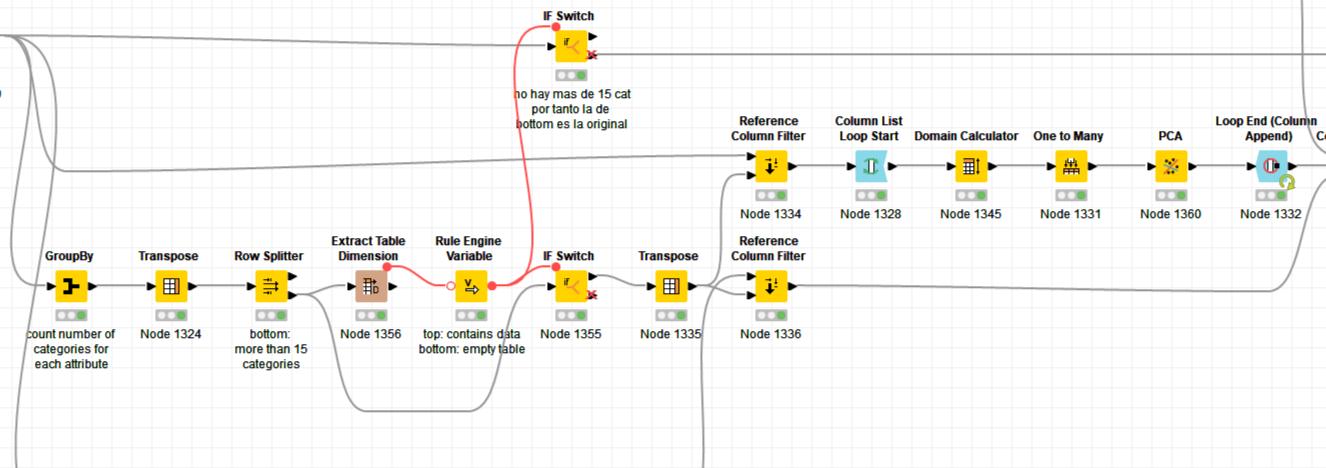 IF Switch
no hay mas de 15 cat
por tanto la de
bottom es la original
Reference
Column Filter
Node 1334
Column List
Loop Start
Node 1328
Domain Calculator
Node 1345
One to Many
Node 1331
PCA
Node 1360
Loop End (Column
Append)
Node 1332
GroupBy
count number of
categories for
each attribute
Transpose
Node 1324
Row Splitter
bottom:
more than 15
categories
Extract Table
Dimension
Node 1356
Rule Engine
Variable
top: contains data
bottom: empty table
IF Switch
Node 1355
Transpose
Node 1335
Reference
Column Filter
Node 1336